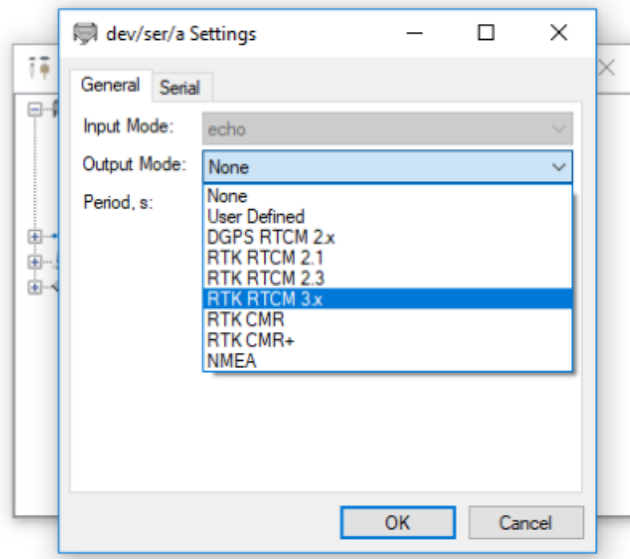 dev/ser/a Settings
General
Serial
Input Mode:
echo
Output Mode:
None
Period, s:
None
User Defined
DGPS RTCM 2.x
RTK RTCM 2.1
RTK RTCM 2.3
RTK RTCM 3.x
RTK CMR
RTK CMR+
NMEA
OK
Cancel